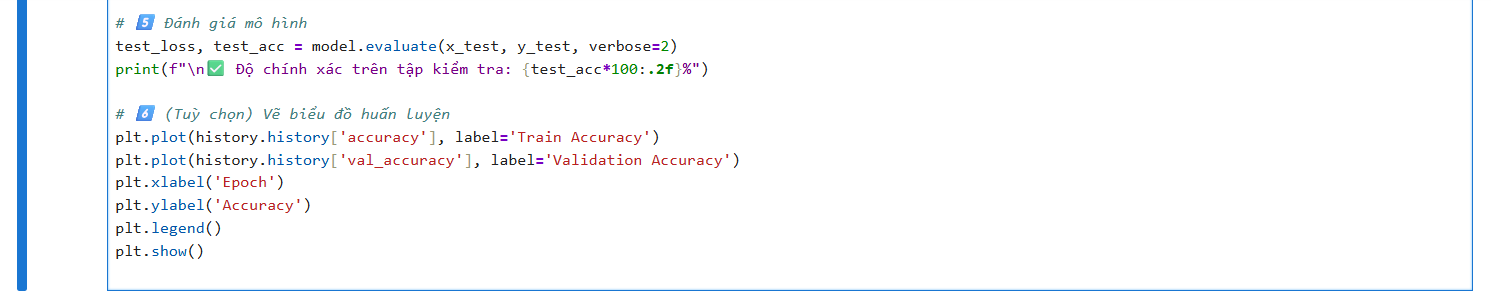 # 5️⃣ Đánh giá mô hình
test_loss, test_acc = model.evaluate(x_test, y_test, verbose=2)
print(f"\n✅ Độ chính xác trên tập kiểm tra: {test_acc*100:.2f}%")
# 6️⃣ (Tuỳ chọn) Vẽ biểu đồ huấn luyện
plt.plot(history.history['accuracy'], label='Train Accuracy')
plt.plot(history.history['val_accuracy'], label='Validation Accuracy')
plt.xlabel('Epoch')
plt.ylabel('Accuracy')
plt.legend()
plt.show()